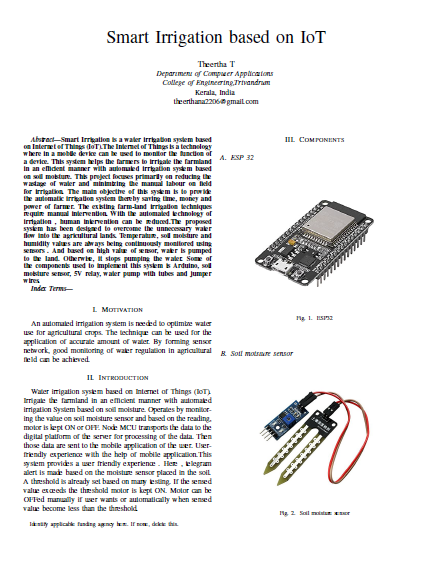 Smart Irrigation based on IoT
Theertha T
Department of Computer Applications
College of Engineering,Trivandrum
Kerala, India
theerthana2206@gmail.com
Abstract—Smart Irrigation is a water irrigation system based
on Internet of Things (IoT).The Internet of Things is a technology
where in a mobile device can be used to monitor the function of
a device. This system helps the farmers to irrigate the farmland
in an efficient manner with automated irrigation system based
on soil moisture. This project focuses primarily on reducing the
wastage of water and minimizing the manual labour on field
for irrigation. The main objective of this system is to provide
the automatic irrigation system thereby saving time, money and
power of farmer. The existing farm-land irrigation techniques
require manual intervention. With the automated technology of
irrigation , human intervention can be reduced.The proposed
system has been designed to overcome the unnecessary water
flow into the agricultural lands. Temperature, soil moisture and
humidity values are always being continuously monitored using
sensors . And based on high value of sensor, water is pumped
to the land. Otherwise, it stops pumping the water. Some of
the components used to implement this system is Arduino, soil
moisture sensor, 5V relay, water pump with tubes and jumper
wires.
Index Terms—
I. Motivation
An automated irrigation system is needed to optimize water
use for agricultural crops. The technique can be used for the
application of accurate amount of water. By forming sensor
network, good monitoring of water regulation in agricultural
field can be achieved.
II. Introduction
Water irrigation system based on Internet of Things (IoT).
Irrigate the farmland in an efficient manner with automated
irrigation System based on soil moisture. Operates by monitor-
ing the value on soil moisture sensor and based on the reading,
motor is kept ON or OFF. Node MCU transports the data to the
digital platform of the server for processing of the data. Then
those data are sent to the mobile application of the user. User-
friendly experience with the help of mobile application.This
system provides a user friendly experience . Here , telegram
alert is made based on the moisture sensor placed in the soil.
A threshold is already set based on many testing. If the sensed
value exceeds the threshold motor is kept ON. Motor can be
OFFed manually if user wants or automatically when sensed
value become less than the threshold.
Identify applicable funding agency here. If none, delete this.
III. Components
A. ESP 32
Fig. 1. ESP32
B. Soil moisture sensor
Fig. 2. Soil moisture sensor